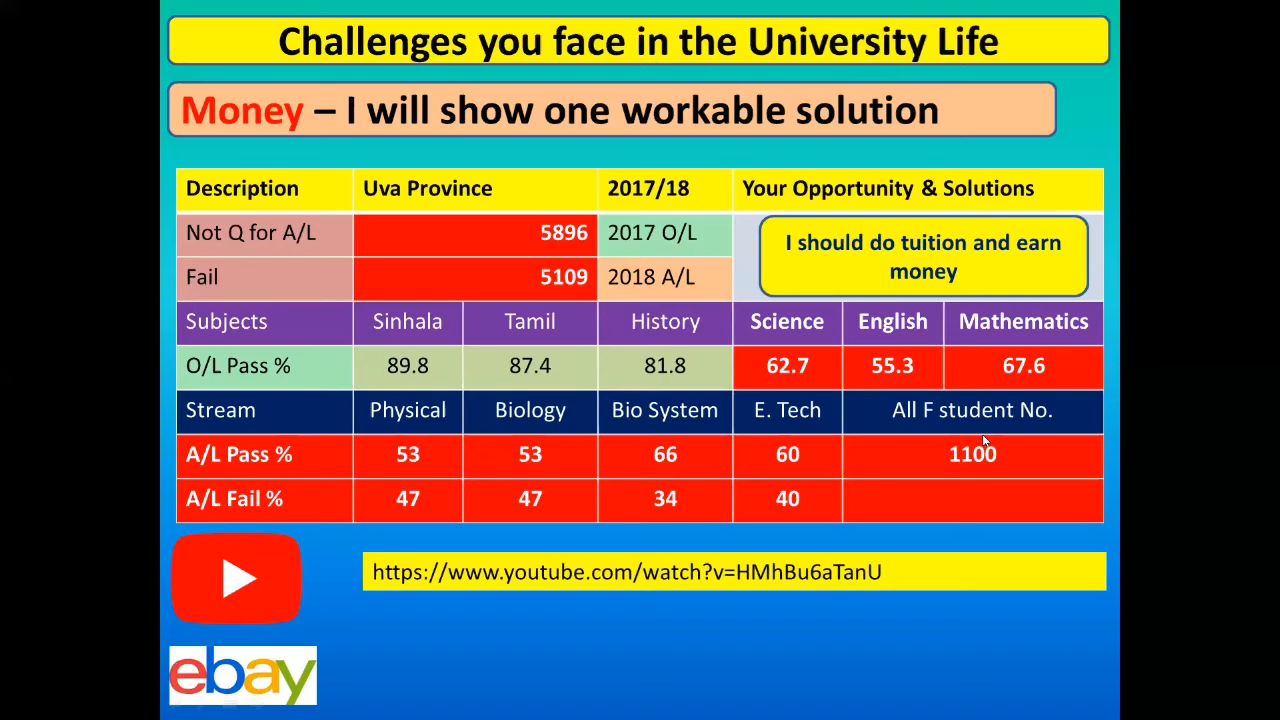 Challenges you face in the University Life
Money – I will show one workable solution
Description Uva Province 2017/18 Your Opportunity & Solutions
Not Q for A/L 5896 2017 O/L
I should do tuition and earn
money
Fail 5109 2018 A/L
Subjects Sinhala Tamil History Science English Mathematics
O/L Pass % 89.8 87.4 81.8 62.7 55.3 67.6
Stream Physical Biology Bio System E. Tech All F student No.
A/L Pass % 53 53 66 60 1100
A/L Fail % 47 47 34 40
https://www.youtube.com/watch?v=HMhBu6aTanU
ebay